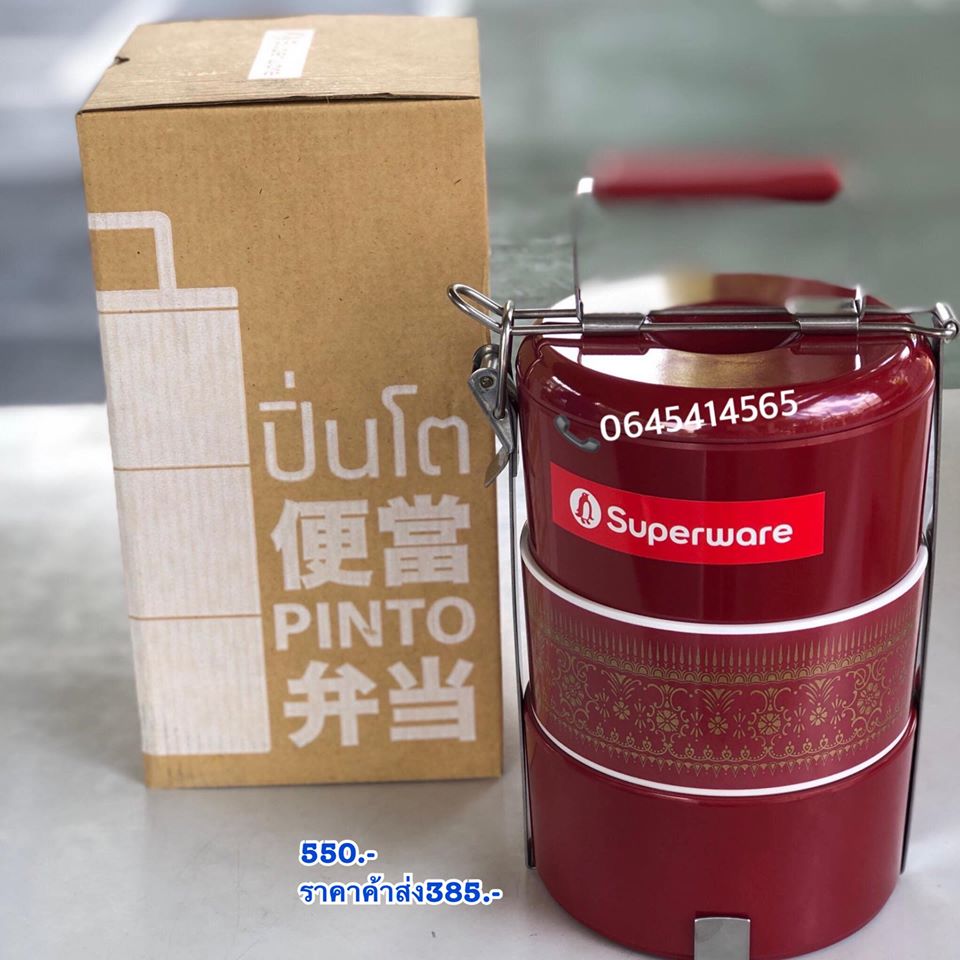 Superware
ปิ่นโต
便當
PINTO
弁当
0645414565
Superware
550.-
ราคาค้าส่ง385.-